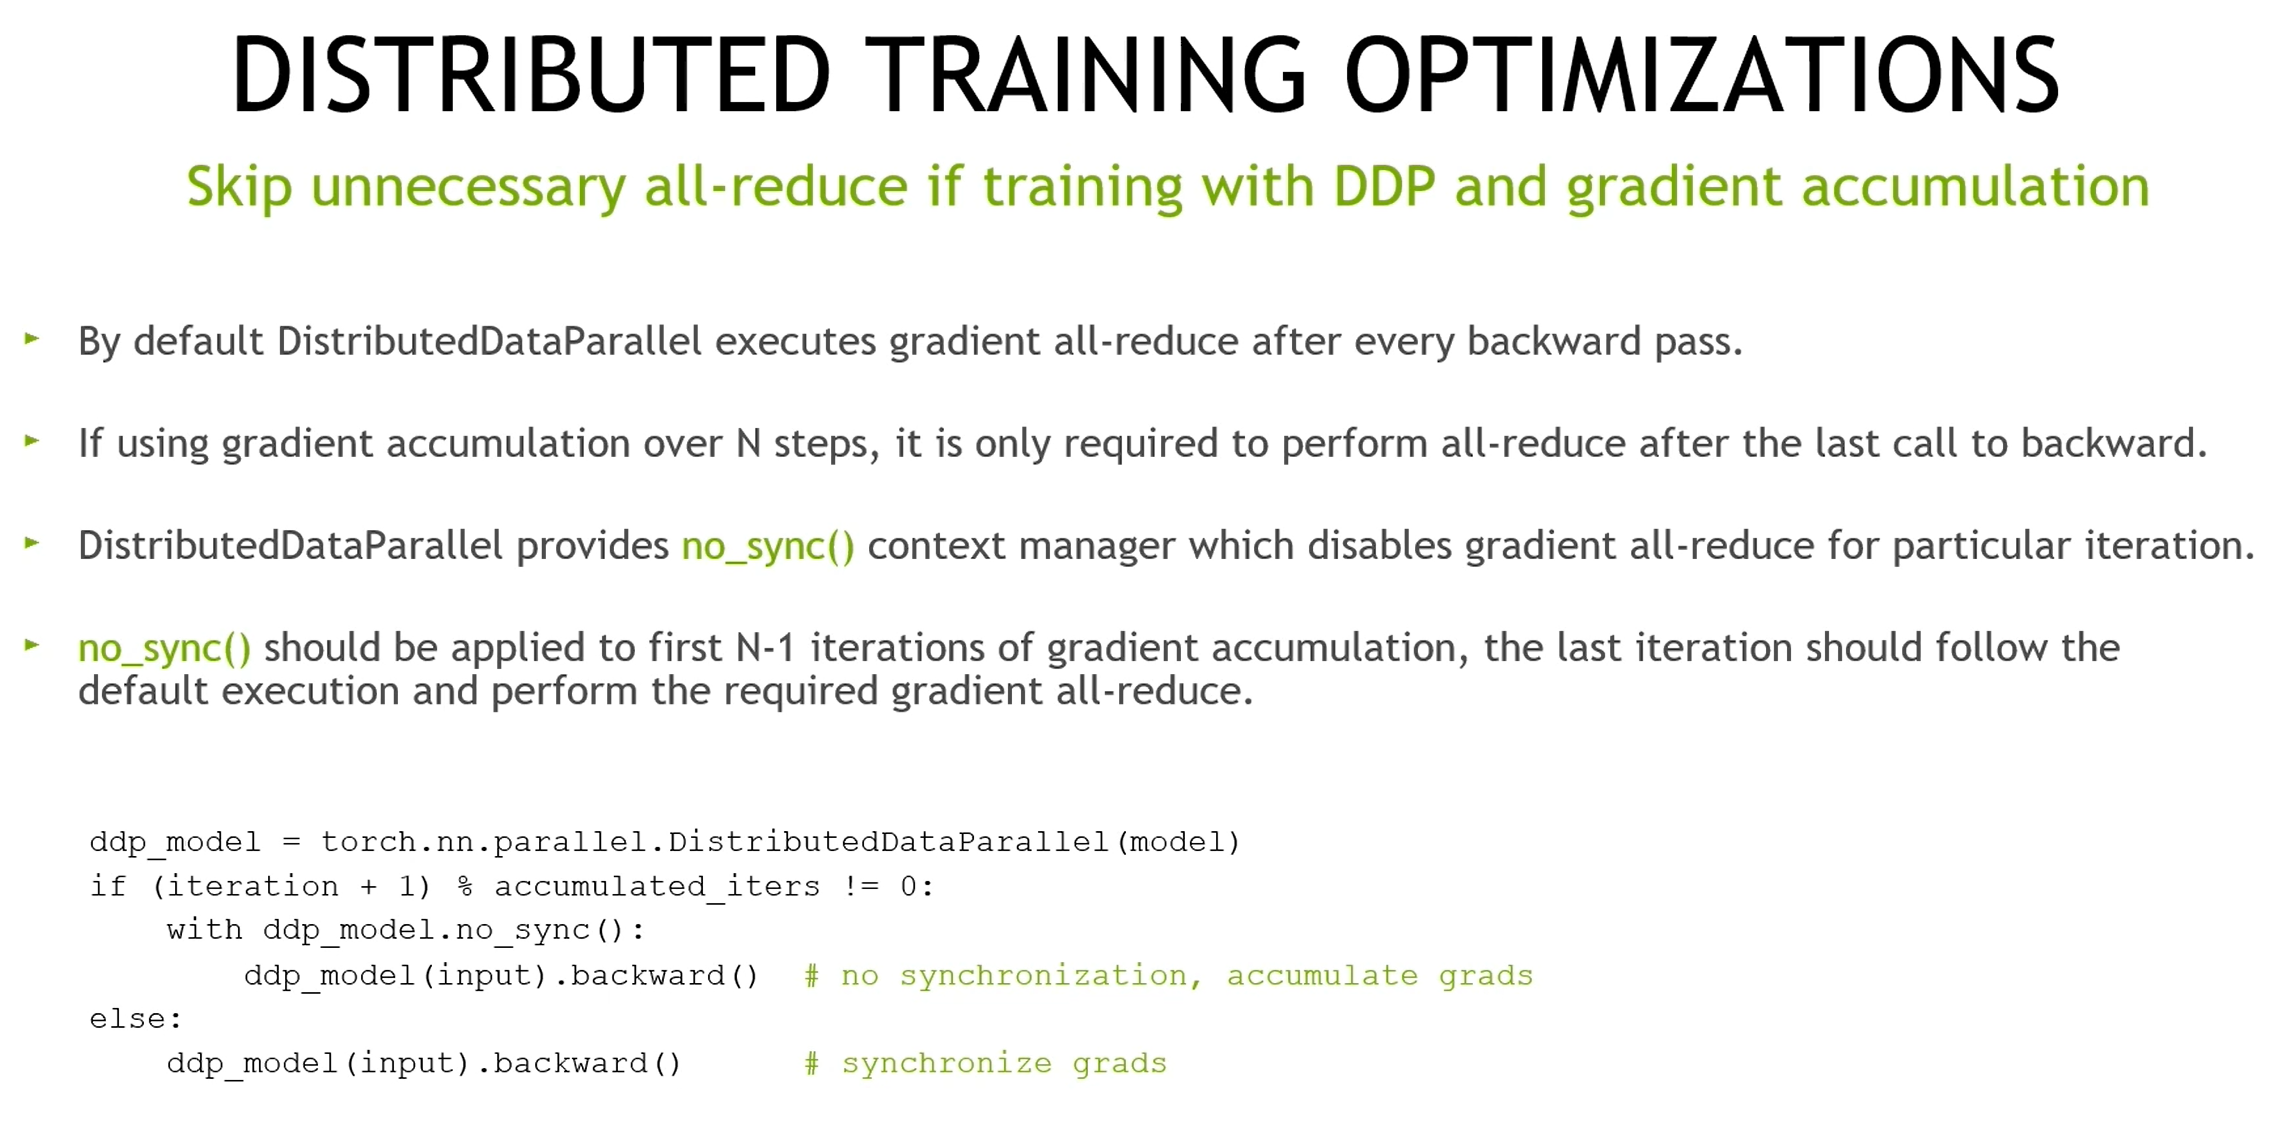 DISTRIBUTED TRAINING OPTIMIZATIONS
Skip unnecessary all-reduce if training with DDP and gradient accumulation
► By default DistributedDataParallel executes gradient all-reduce after every backward pass.
► If using gradient accumulation over N steps, it is only required to perform all-reduce after the last call to backward.
► DistributedDataParallel provides no_sync() context manager which disables gradient all-reduce for particular iteration.
► no_sync() should be applied to first N-1 iterations of gradient accumulation, the last iteration should follow the
default execution and perform the required gradient all-reduce.
ddp_model = torch.nn.parallel.DistributedDataParallel(model)
if (iteration + 1) % accumulated_iters != 0:
    with ddp_model.no_sync():
        ddp_model(input).backward()  # no synchronization, accumulate grads
else:
    ddp_model(input).backward()      # synchronize grads